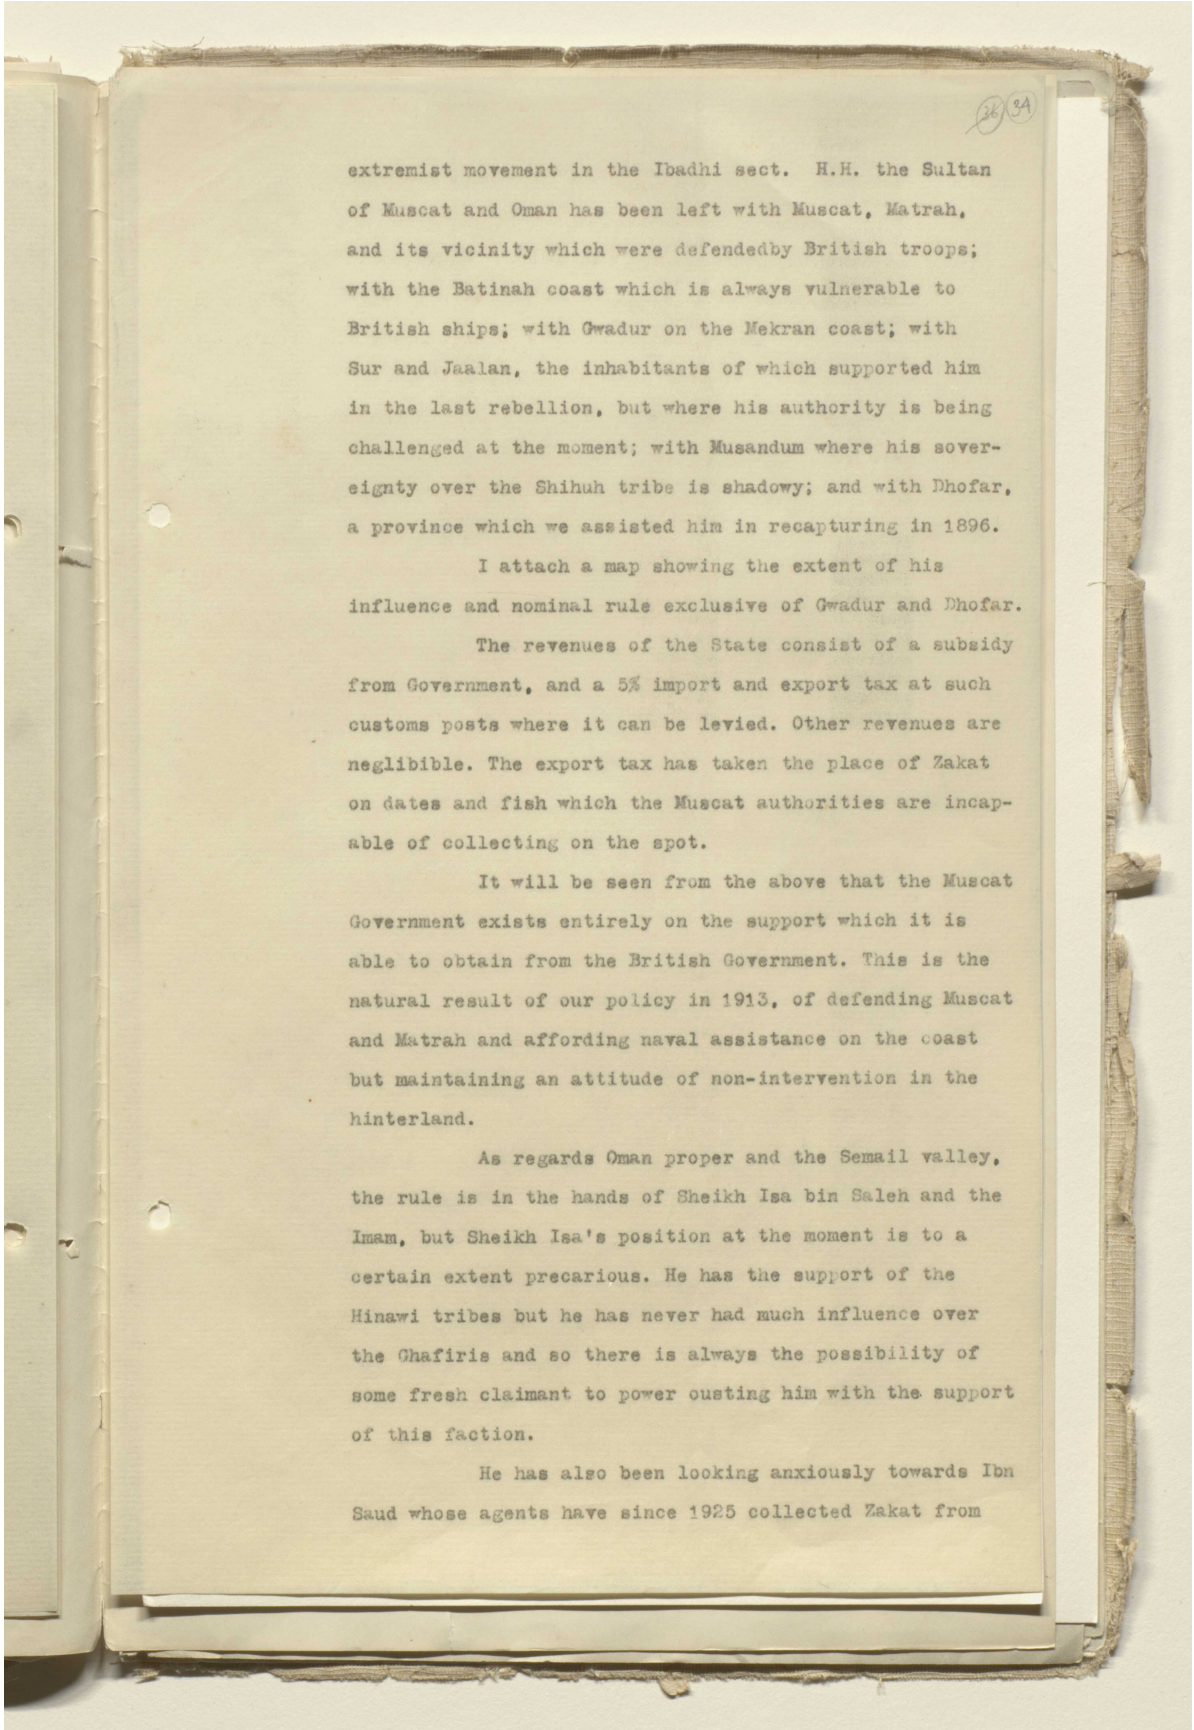 36 34
extremist movement in the Ibadhi sect. H.H. the Sultan
of Muscat and Oman has been left with Muscat, Matrah,
and its vicinity which were defendedby British troops;
with the Batinah coast which is always vulnerable to
British ships; with Gwadur on the Mekran coast; with
Sur and Jaalan, the inhabitants of which supported him
in the last rebellion, but where his authority is being
challenged at the moment; with Musandum where his sover-
eignty over the Shihuh tribe is shadowy; and with Dhofar,
a province which we assisted him in recapturing in 1896.
I attach a map showing the extent of his
influence and nominal rule exclusive of Gwadur and Dhofar.
The revenues of the State consist of a subsidy
from Government, and a 5% import and export tax at such
customs posts where it can be levied. Other revenues are
neglibible. The export tax has taken the place of Zakat
on dates and fish which the Muscat authorities are incap-
able of collecting on the spot.
It will be seen from the above that the Muscat
Government exists entirely on the support which it is
able to obtain from the British Government. This is the
natural result of our policy in 1913, of defending Muscat
and Matrah and affording naval assistance on the coast
but maintaining an attitude of non-intervention in the
hinterland.
As regards Oman proper and the Semail valley,
the rule is in the hands of Sheikh Isa bin Saleh and the
Imam, but Sheikh Isa's position at the moment is to a
certain extent precarious. He has the support of the
Hinawi tribes but he has never had much influence over
the Ghafiris and so there is always the possibility of
some fresh claimant to power ousting him with the support
of this faction.
He has also been looking anxiously towards Ibn
Saud whose agents have since 1925 collected Zakat from